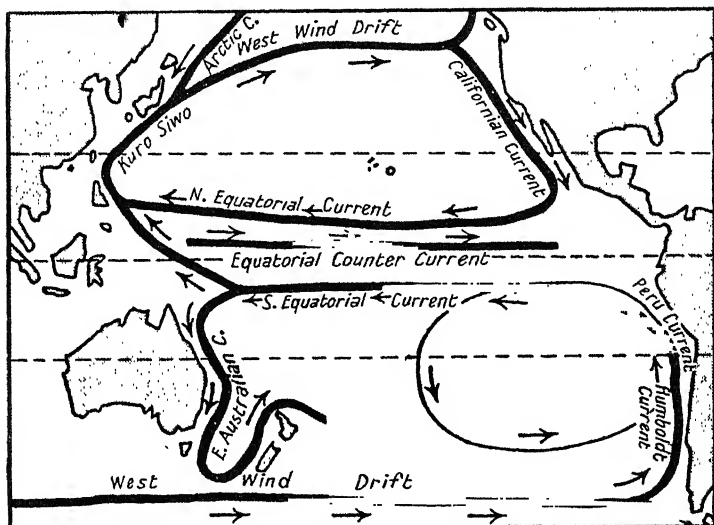 Arctic C.
West Wind Drift
Kuro Siwo
Californian Current
N. Equatorial Current
Equatorial Counter Current
S. Equatorial Current
Peru Current
E. Australian C.
Humboldt
Current
West Wind Drift